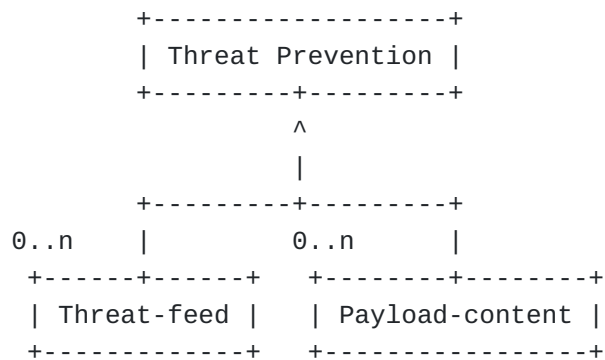 +-------------------+
| Threat Prevention |
+---------+---------+
^
|
+---------+---------+
0..n | 0..n |
+------+------+ +--------+--------+
| Threat-feed | | Payload-content |
+-------------+ +-----------------+